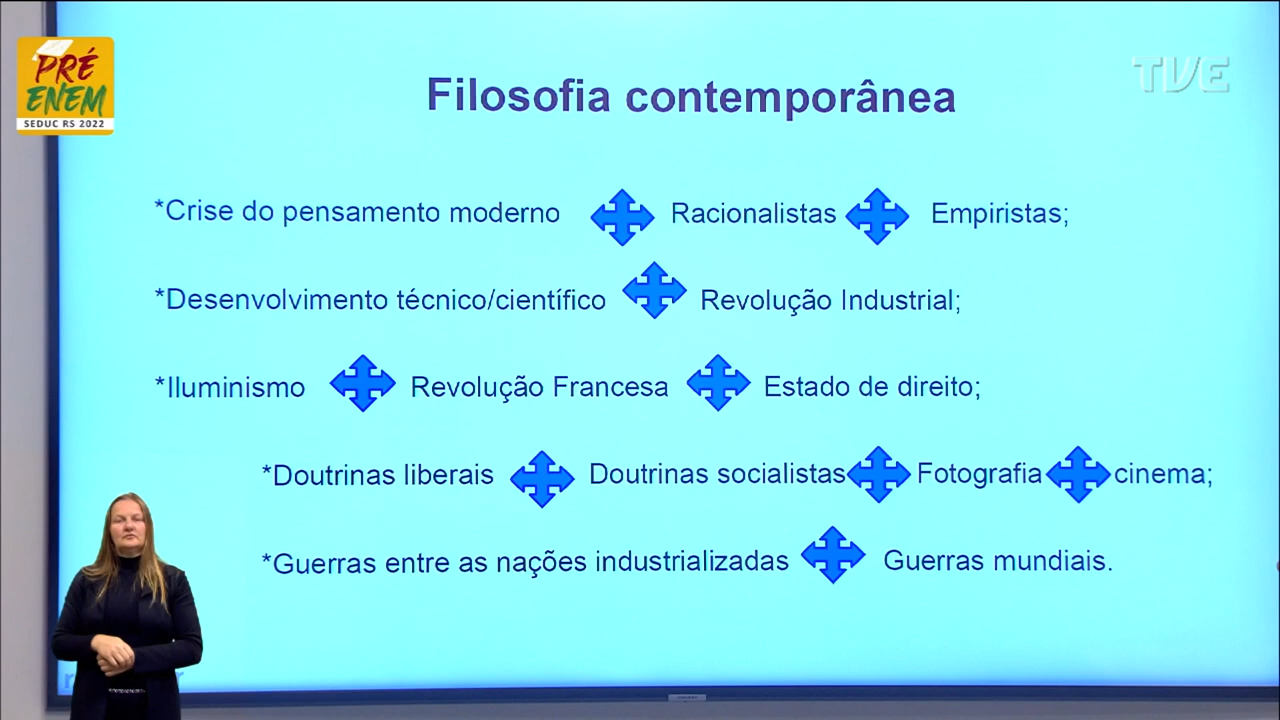 PRÉ
ENEM
SEDUC RS 2022
TVE
Filosofia contemporânea
*Crise do pensamento moderno Racionalistas Empiristas;
*Desenvolvimento técnico/científico Revolução Industrial;
*Iluminismo Revolução Francesa Estado de direito;
*Doutrinas liberais Doutrinas socialistas Fotografia cinema;
*Guerras entre as nações industrializadas Guerras mundiais.